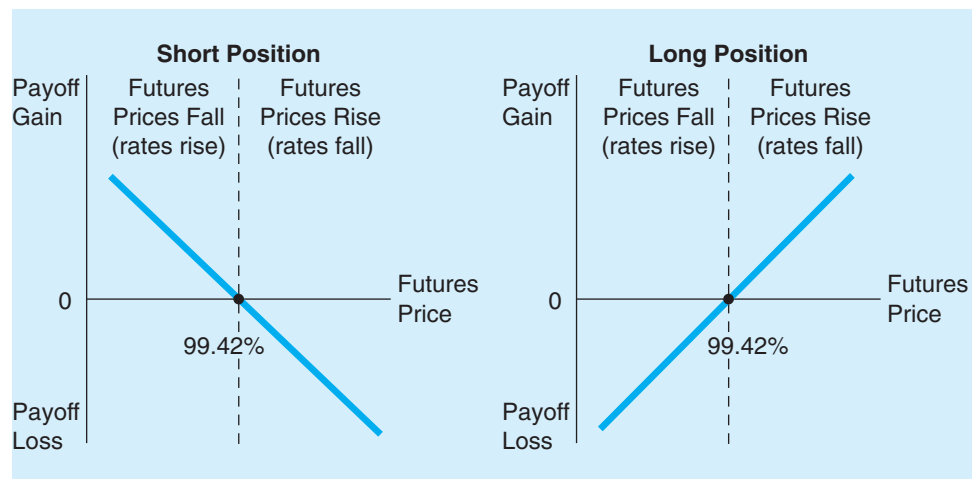 Short Position
Payoff
Gain
Futures
Prices Fall
(rates rise)
Futures
Prices Rise
(rates fall)
0
Futures
Price
99.42%
Payoff
Loss
Long Position
Payoff
Gain
Futures
Prices Fall
(rates rise)
Futures
Prices Rise
(rates fall)
0
Futures
Price
99.42%
Payoff
Loss